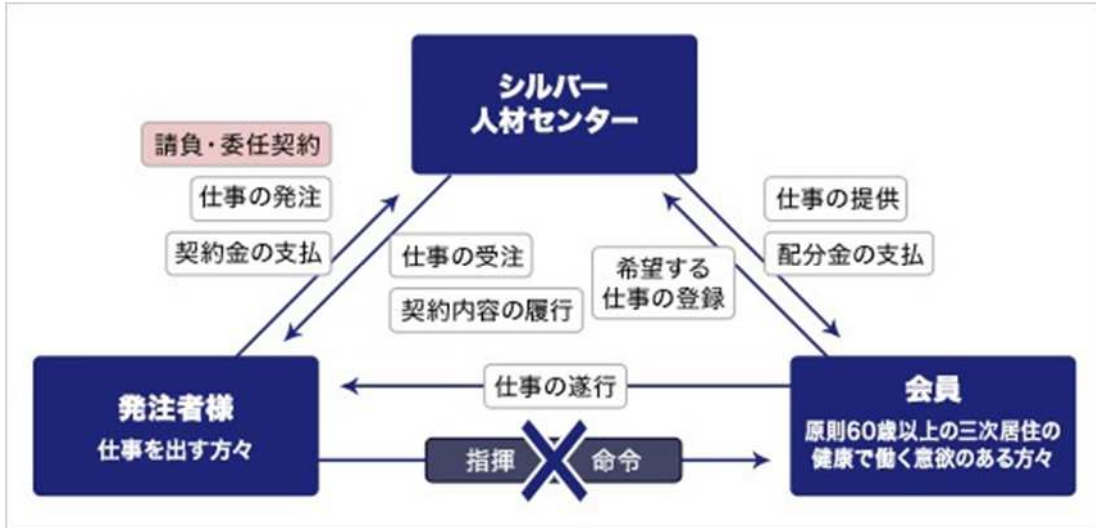 シルバー
人材センター
請負・委任契約
仕事の発注
契約金の支払
仕事の受注
契約内容の履行
希望する
仕事の登録
仕事の提供
配分金の支払
発注者様
仕事を出す方々
仕事の遂行
指揮 命令
会員
原則60歳以上の三次居住の
健康で働く意欲のある方々